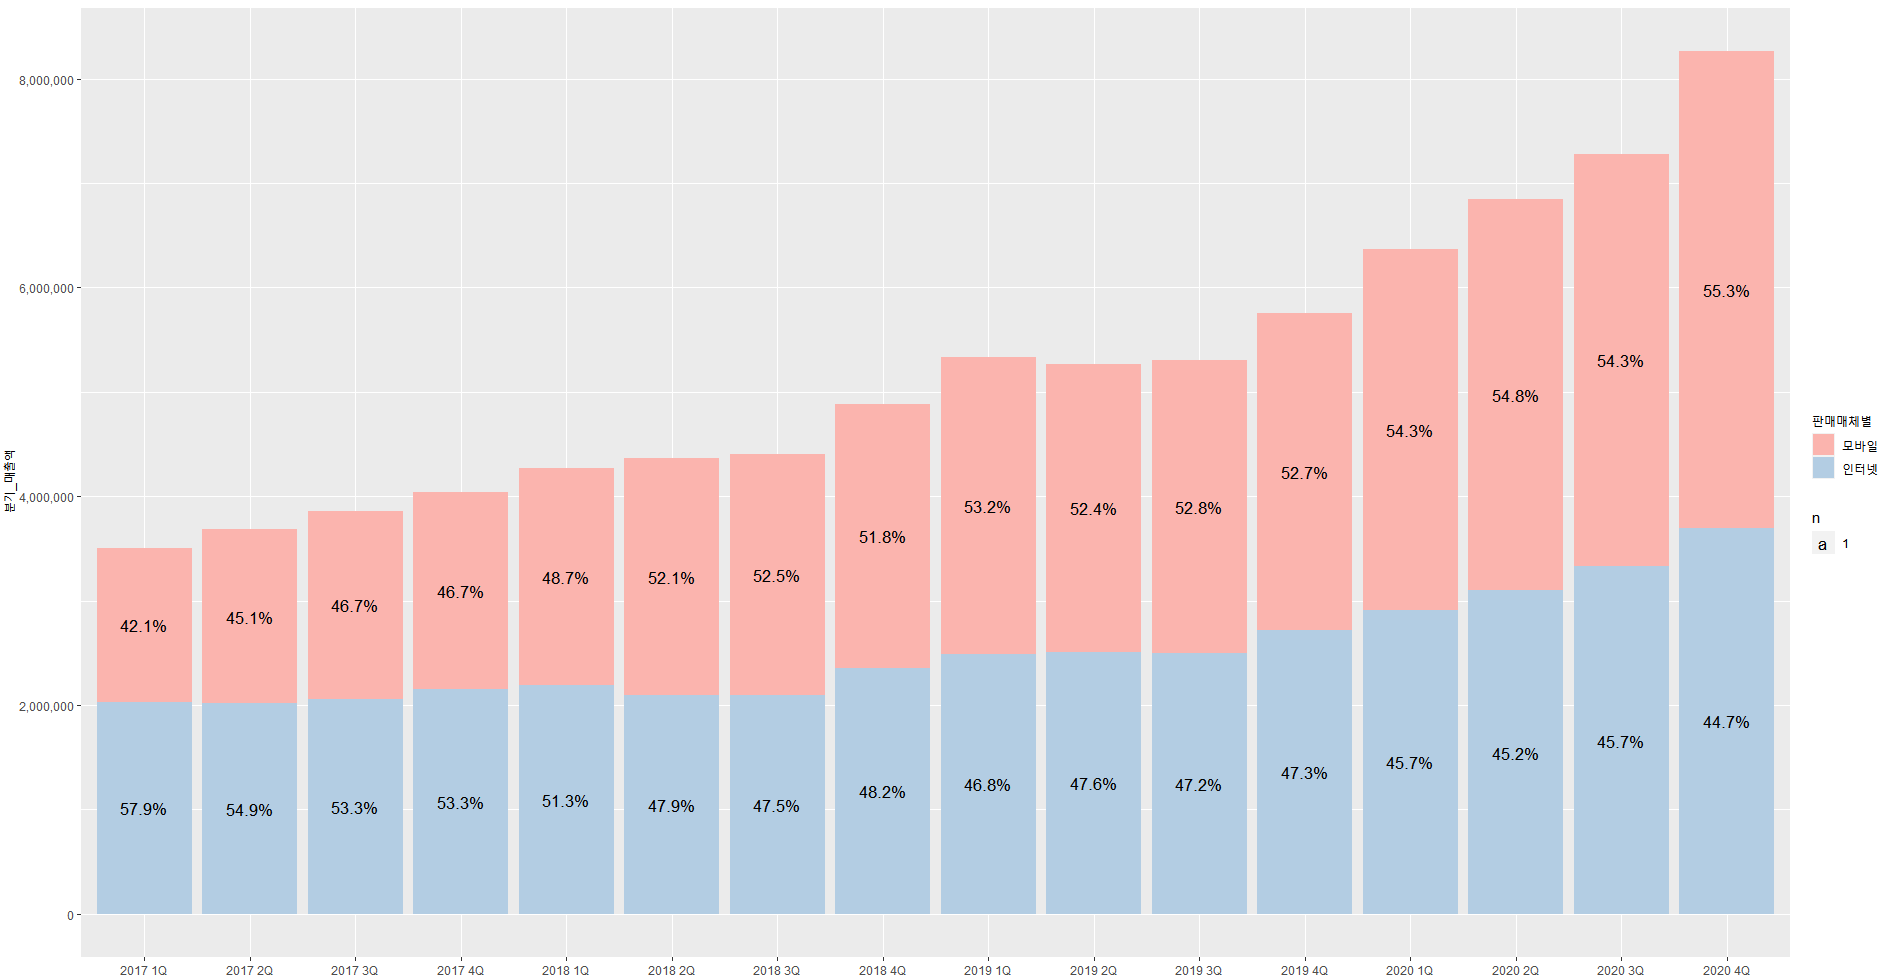 8,000,000
6,000,000
4,000,000
2,000,000
0
분기_매출액
42.1% 45.1% 46.7% 46.7% 48.7% 52.1% 52.5% 51.8% 53.2% 52.4% 52.8% 52.7% 54.3% 54.8% 54.3% 55.3%
57.9% 54.9% 53.3% 53.3% 51.3% 47.9% 47.5% 48.2% 46.8% 47.6% 47.2% 47.3% 45.7% 45.2% 45.7% 44.7%
2017 1Q 2017 2Q 2017 3Q 2017 4Q 2018 1Q 2018 2Q 2018 3Q 2018 4Q 2019 1Q 2019 2Q 2019 3Q 2019 4Q 2020 1Q 2020 2Q 2020 3Q 2020 4Q
판매매체별
모바일
인터넷
n
a 1